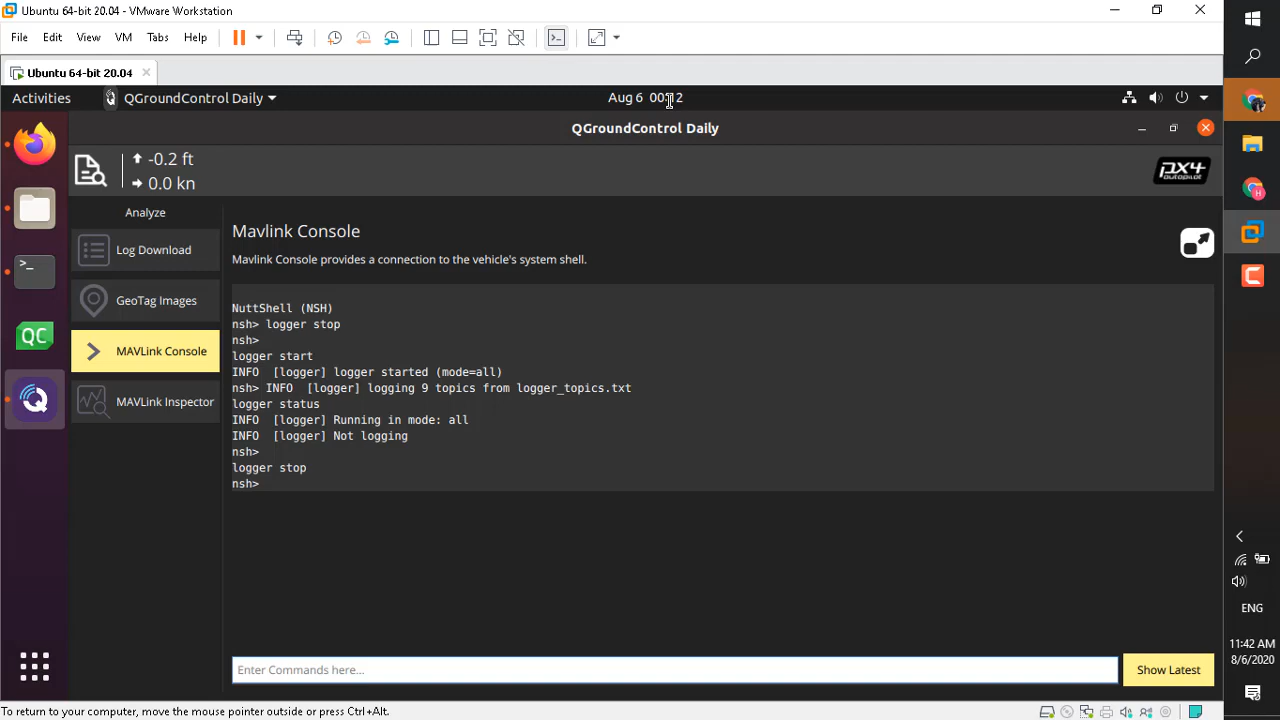 Ubuntu 64-bit 20.04 - VMware Workstation
File Edit View VM Tabs Help
Ubuntu 64-bit 20.04
Activities QGroundControl Daily Aug 6
QGroundControl Daily
-0.2 ft
0.0 kn
px4
autopilot
Analyze
Log Download
GeoTag Images
MAVLink Console
MAVLink Inspector
Mavlink Console
Mavlink Console provides a connection to the vehicle's system shell.
NuttShell (NSH)
nsh> logger stop
nsh>
logger start
INFO [logger] logger started (mode=all)
nsh> INFO [logger] logging 9 topics from logger_topics.txt
logger status
INFO [logger] Running in mode: all
INFO [logger] Not logging
nsh>
logger stop
nsh>
Enter Commands here...
Show Latest
QC
H
ENG
11:42 AM
8/6/2020
To return to your computer, move the mouse pointer outside or press Ctrl+Alt.